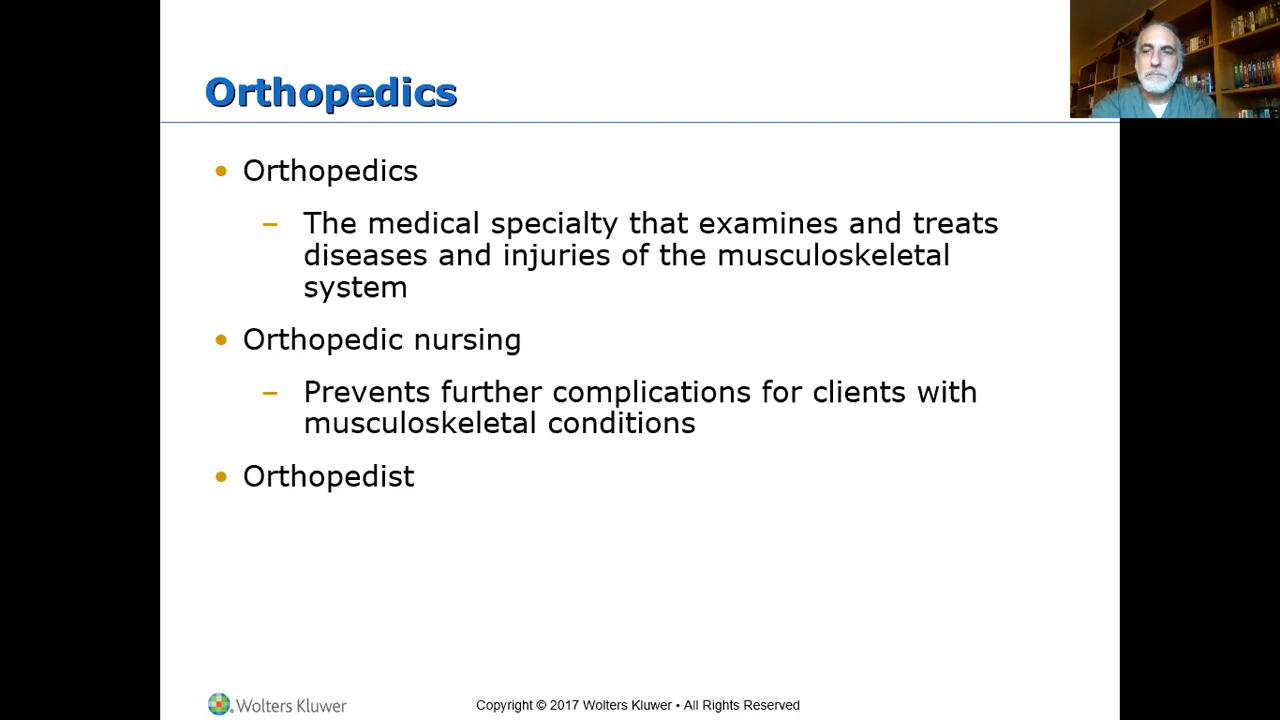 Orthopedics
• Orthopedics
– The medical specialty that examines and treats
diseases and injuries of the musculoskeletal
system
• Orthopedic nursing
– Prevents further complications for clients with
musculoskeletal conditions
• Orthopedist
Wolters Kluwer
Copyright © 2017 Wolters Kluwer • All Rights Reserved